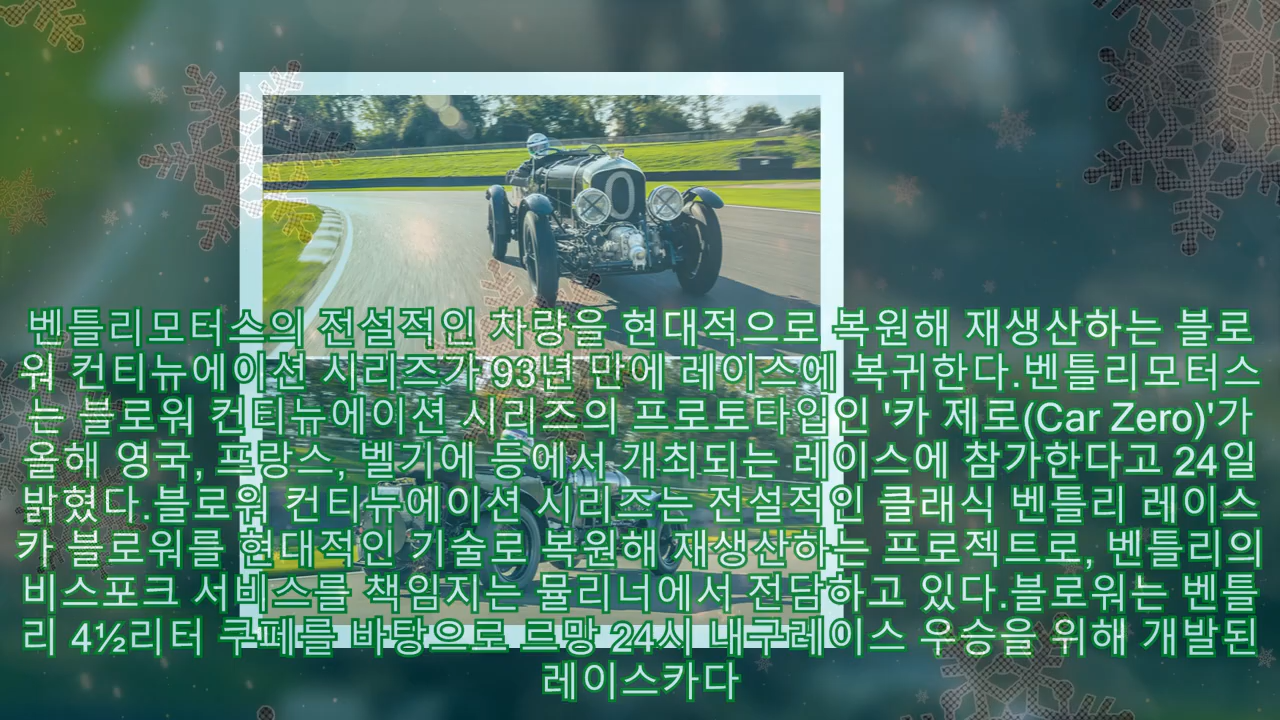 0
벤틀리모터스의 전설적인 차량을 현대적으로 복원해 재생산하는 블로
워 컨티뉴에이션 시리즈가 93년 만에 레이스에 복귀한다.벤틀리모터스
는 블로워 컨티뉴에이션 시리즈의 프로토타입인 '카 제로(Car Zero)'가
올해 영국, 프랑스, 벨기에 등에서 개최되는 레이스에 참가한다고 24일
밝혔다.블로워 컨티뉴에이션 시리즈는 전설적인 클래식 벤틀리 레이스
카 블로워를 현대적인 기술로 복원해 재생산하는 프로젝트로, 벤틀리의
비스포크 서비스를 책임지는 뮬리너에서 전담하고 있다.블로워는 벤틀
리 4½리터 쿠페를 바탕으로 르망 24시 내구레이스 우승을 위해 개발된
레이스카다